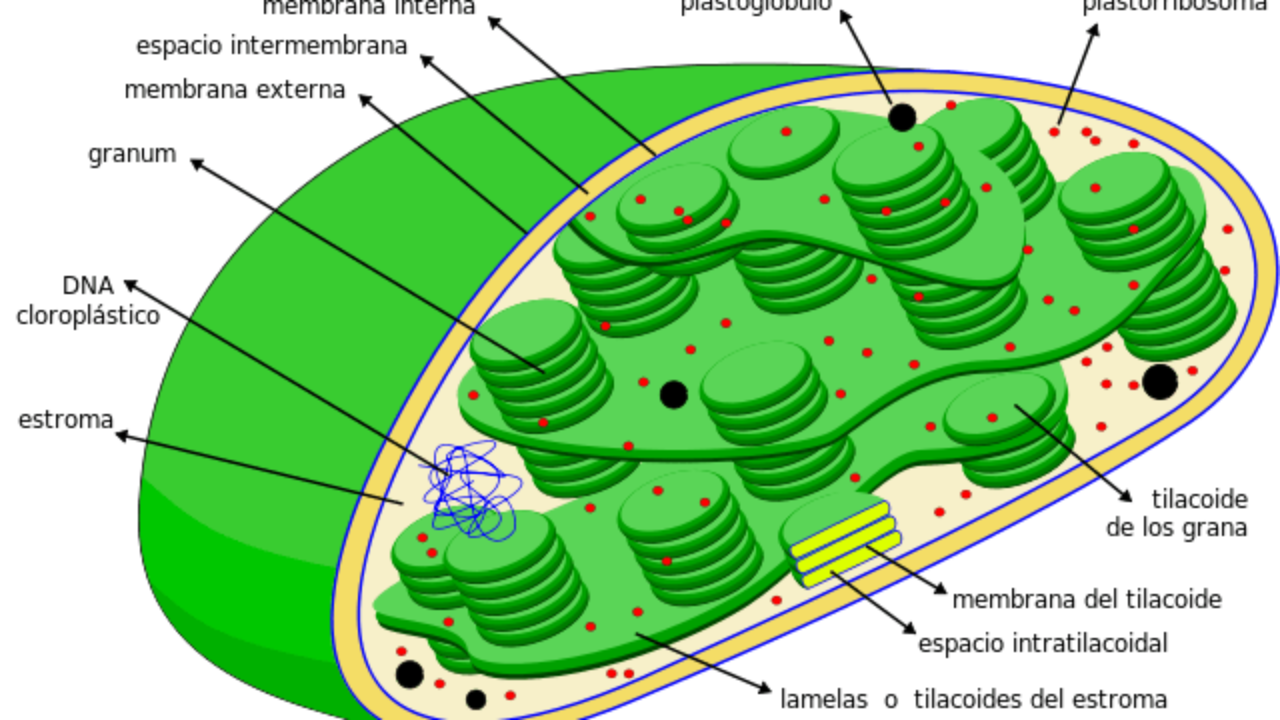 membrana interna
plastoglóbulo
plastorribosoma
espacio intermembrana
membrana externa
granum
DNA
cloroplástico
estroma
tilacoide
de los grana
membrana del tilacoide
espacio intratilacoidal
lamelas o tilacoides del estroma